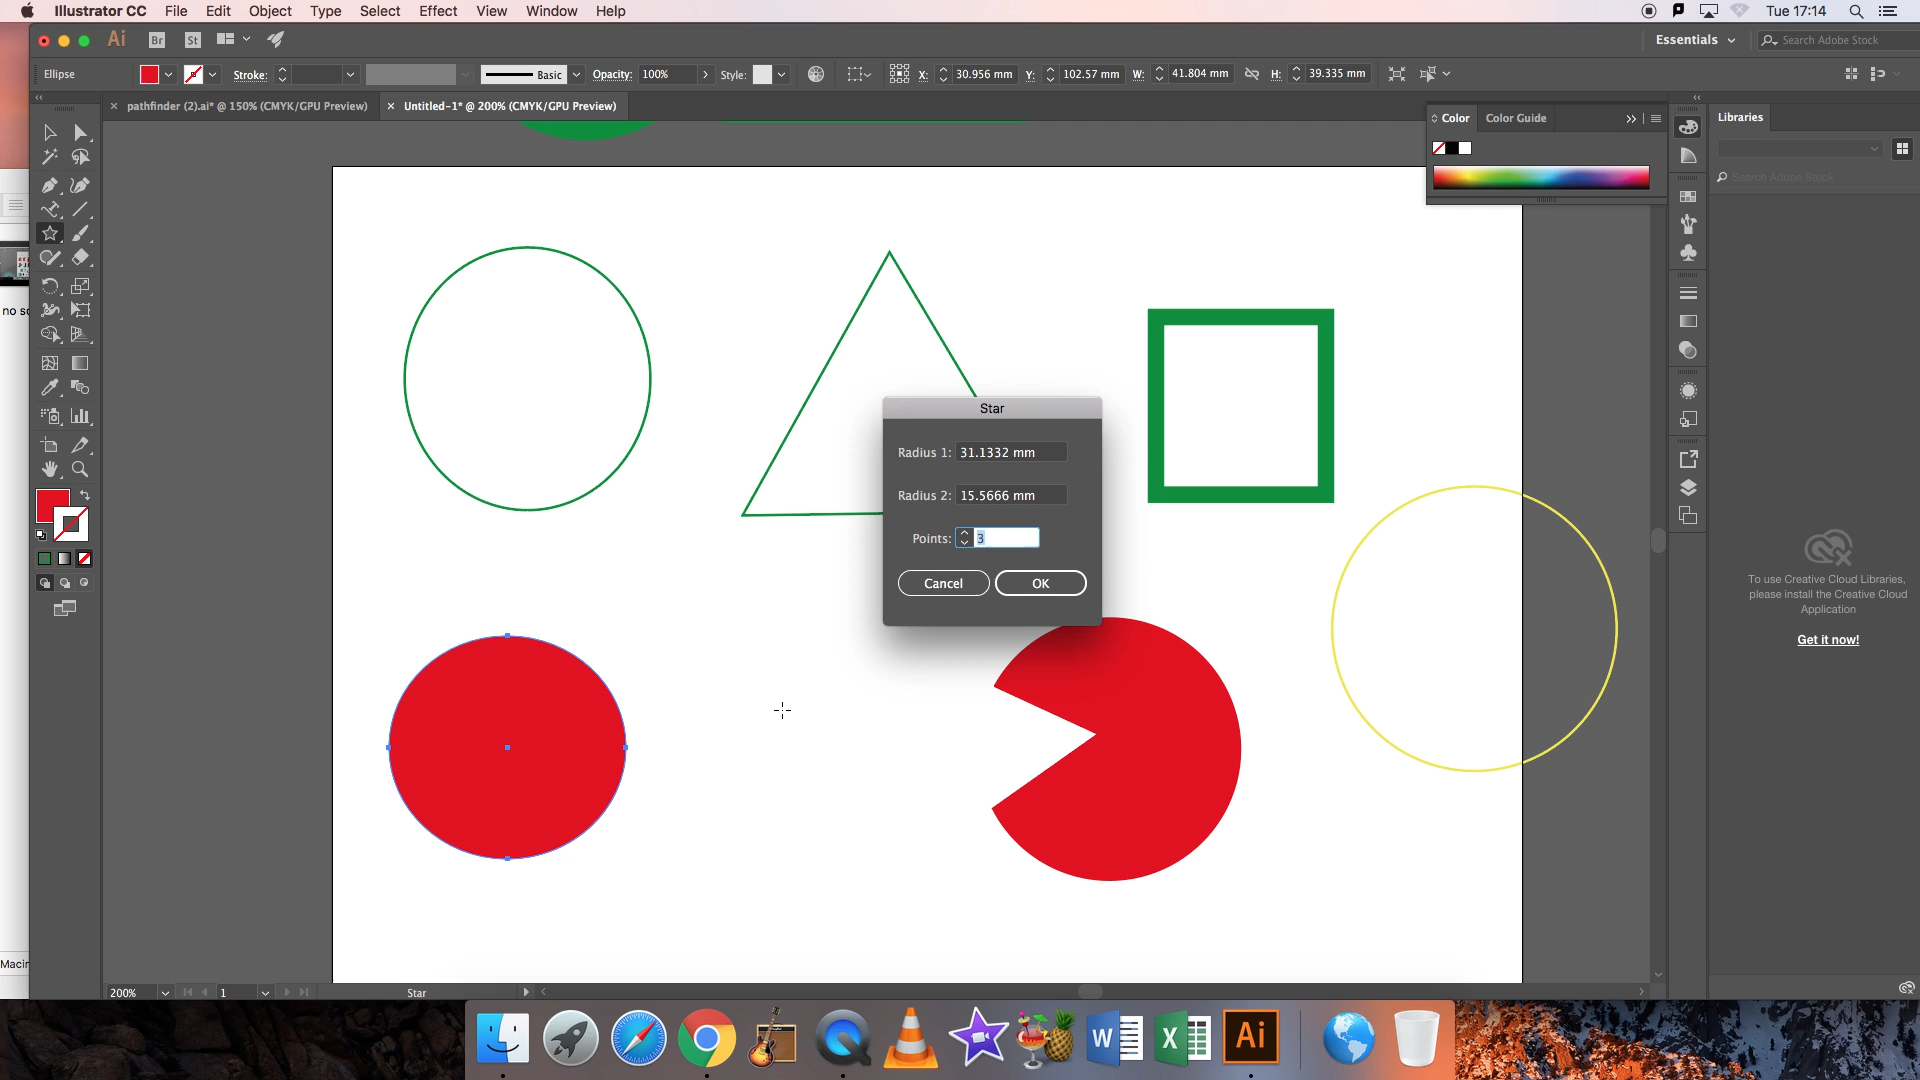 Illustrator CC File Edit Object Type Select Effect View Window Help
Tue 17:14
Ai Br St
Essentials
Search Adobe Stock
Ellipse Stroke: Basic Opacity: 100% Style: X: 30.956 mm Y: 102.57 mm W: 41.804 mm H: 39.335 mm
pathfinder (2).ai* @ 150% (CMYK/GPU Preview)
Untitled-1* @ 200% (CMYK/GPU Preview)
Color Color Guide
Libraries
Search Adobe Stock
no
Star
Radius 1: 31.1332 mm
Radius 2: 15.5666 mm
Points: 3
Cancel OK
To use Creative Cloud Libraries,
please install the Creative Cloud
Application
Get it now!
Macin
200% 1 Star
W X Ai